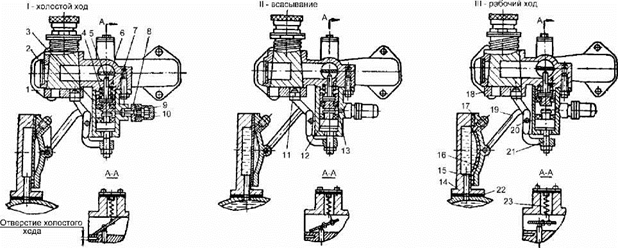 I - холостой ход
II - всасывание
III - рабочий ход
А
А
А
3
4
5
6
7
8
2
1
9
10
11
12
13
18
17
19
20
21
16
15
14
22
А-А
А-А
А-А
23
Отверстие холостого
хода